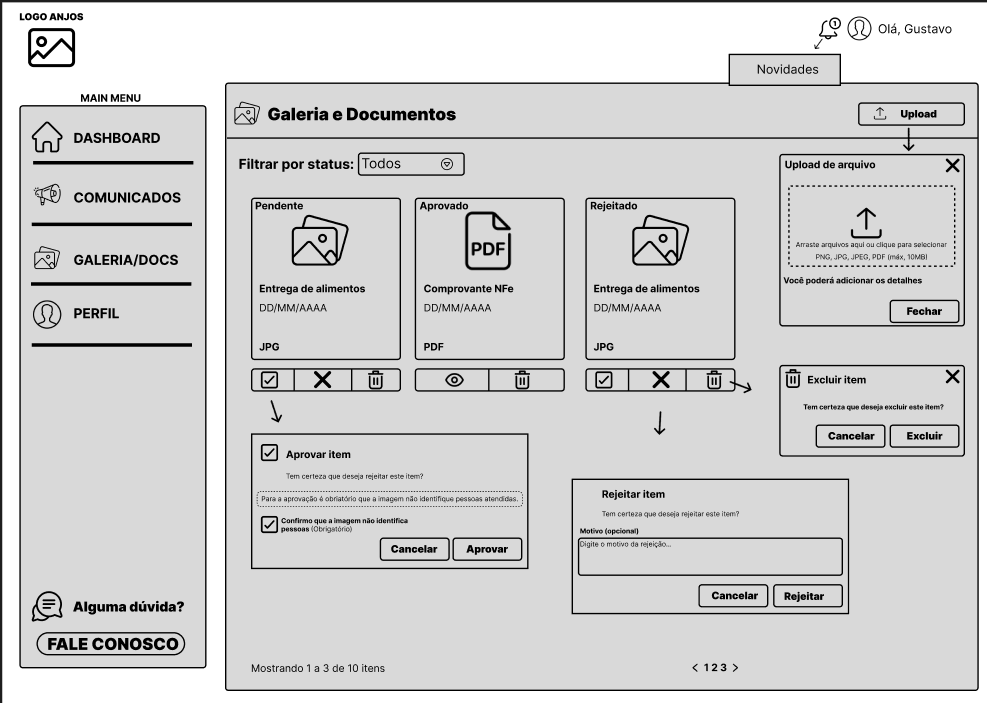 LOGO ANJOS
1
Olá, Gustavo
Novidades
MAIN MENU
DASHBOARD
COMUNICADOS
GALERIA/DOCS
PERFIL
Alguma dúvida?
FALE CONOSCO
Galeria e Documentos
Upload
Filtrar por status: Todos
Pendente
Entrega de alimentos
DD/MM/AAAA
JPG
Aprovado
PDF
Comprovante NFe
DD/MM/AAAA
PDF
Rejeitado
Entrega de alimentos
DD/MM/AAAA
JPG
Upload de arquivo
Arraste arquivos aqui ou clique para selecionar
PNG, JPG, JPEG, PDF (máx, 10MB)
Você poderá adicionar os detalhes
Fechar
Excluir item
Tem certeza que deseja excluir este item?
Cancelar Excluir
Aprovar item
Tem certeza que deseja rejeitar este item?
Para a aprovação é obriatório que a imagem não identifique pessoas atendidas.
Confirmo que a imagem não identifica
pessoas (Obrigatório)
Cancelar Aprovar
Rejeitar item
Tem certeza que deseja rejeitar este item?
Motivo (opcional)
Digite o motivo da rejeição...
Cancelar Rejeitar
Mostrando 1 a 3 de 10 itens
< 1 2 3 >